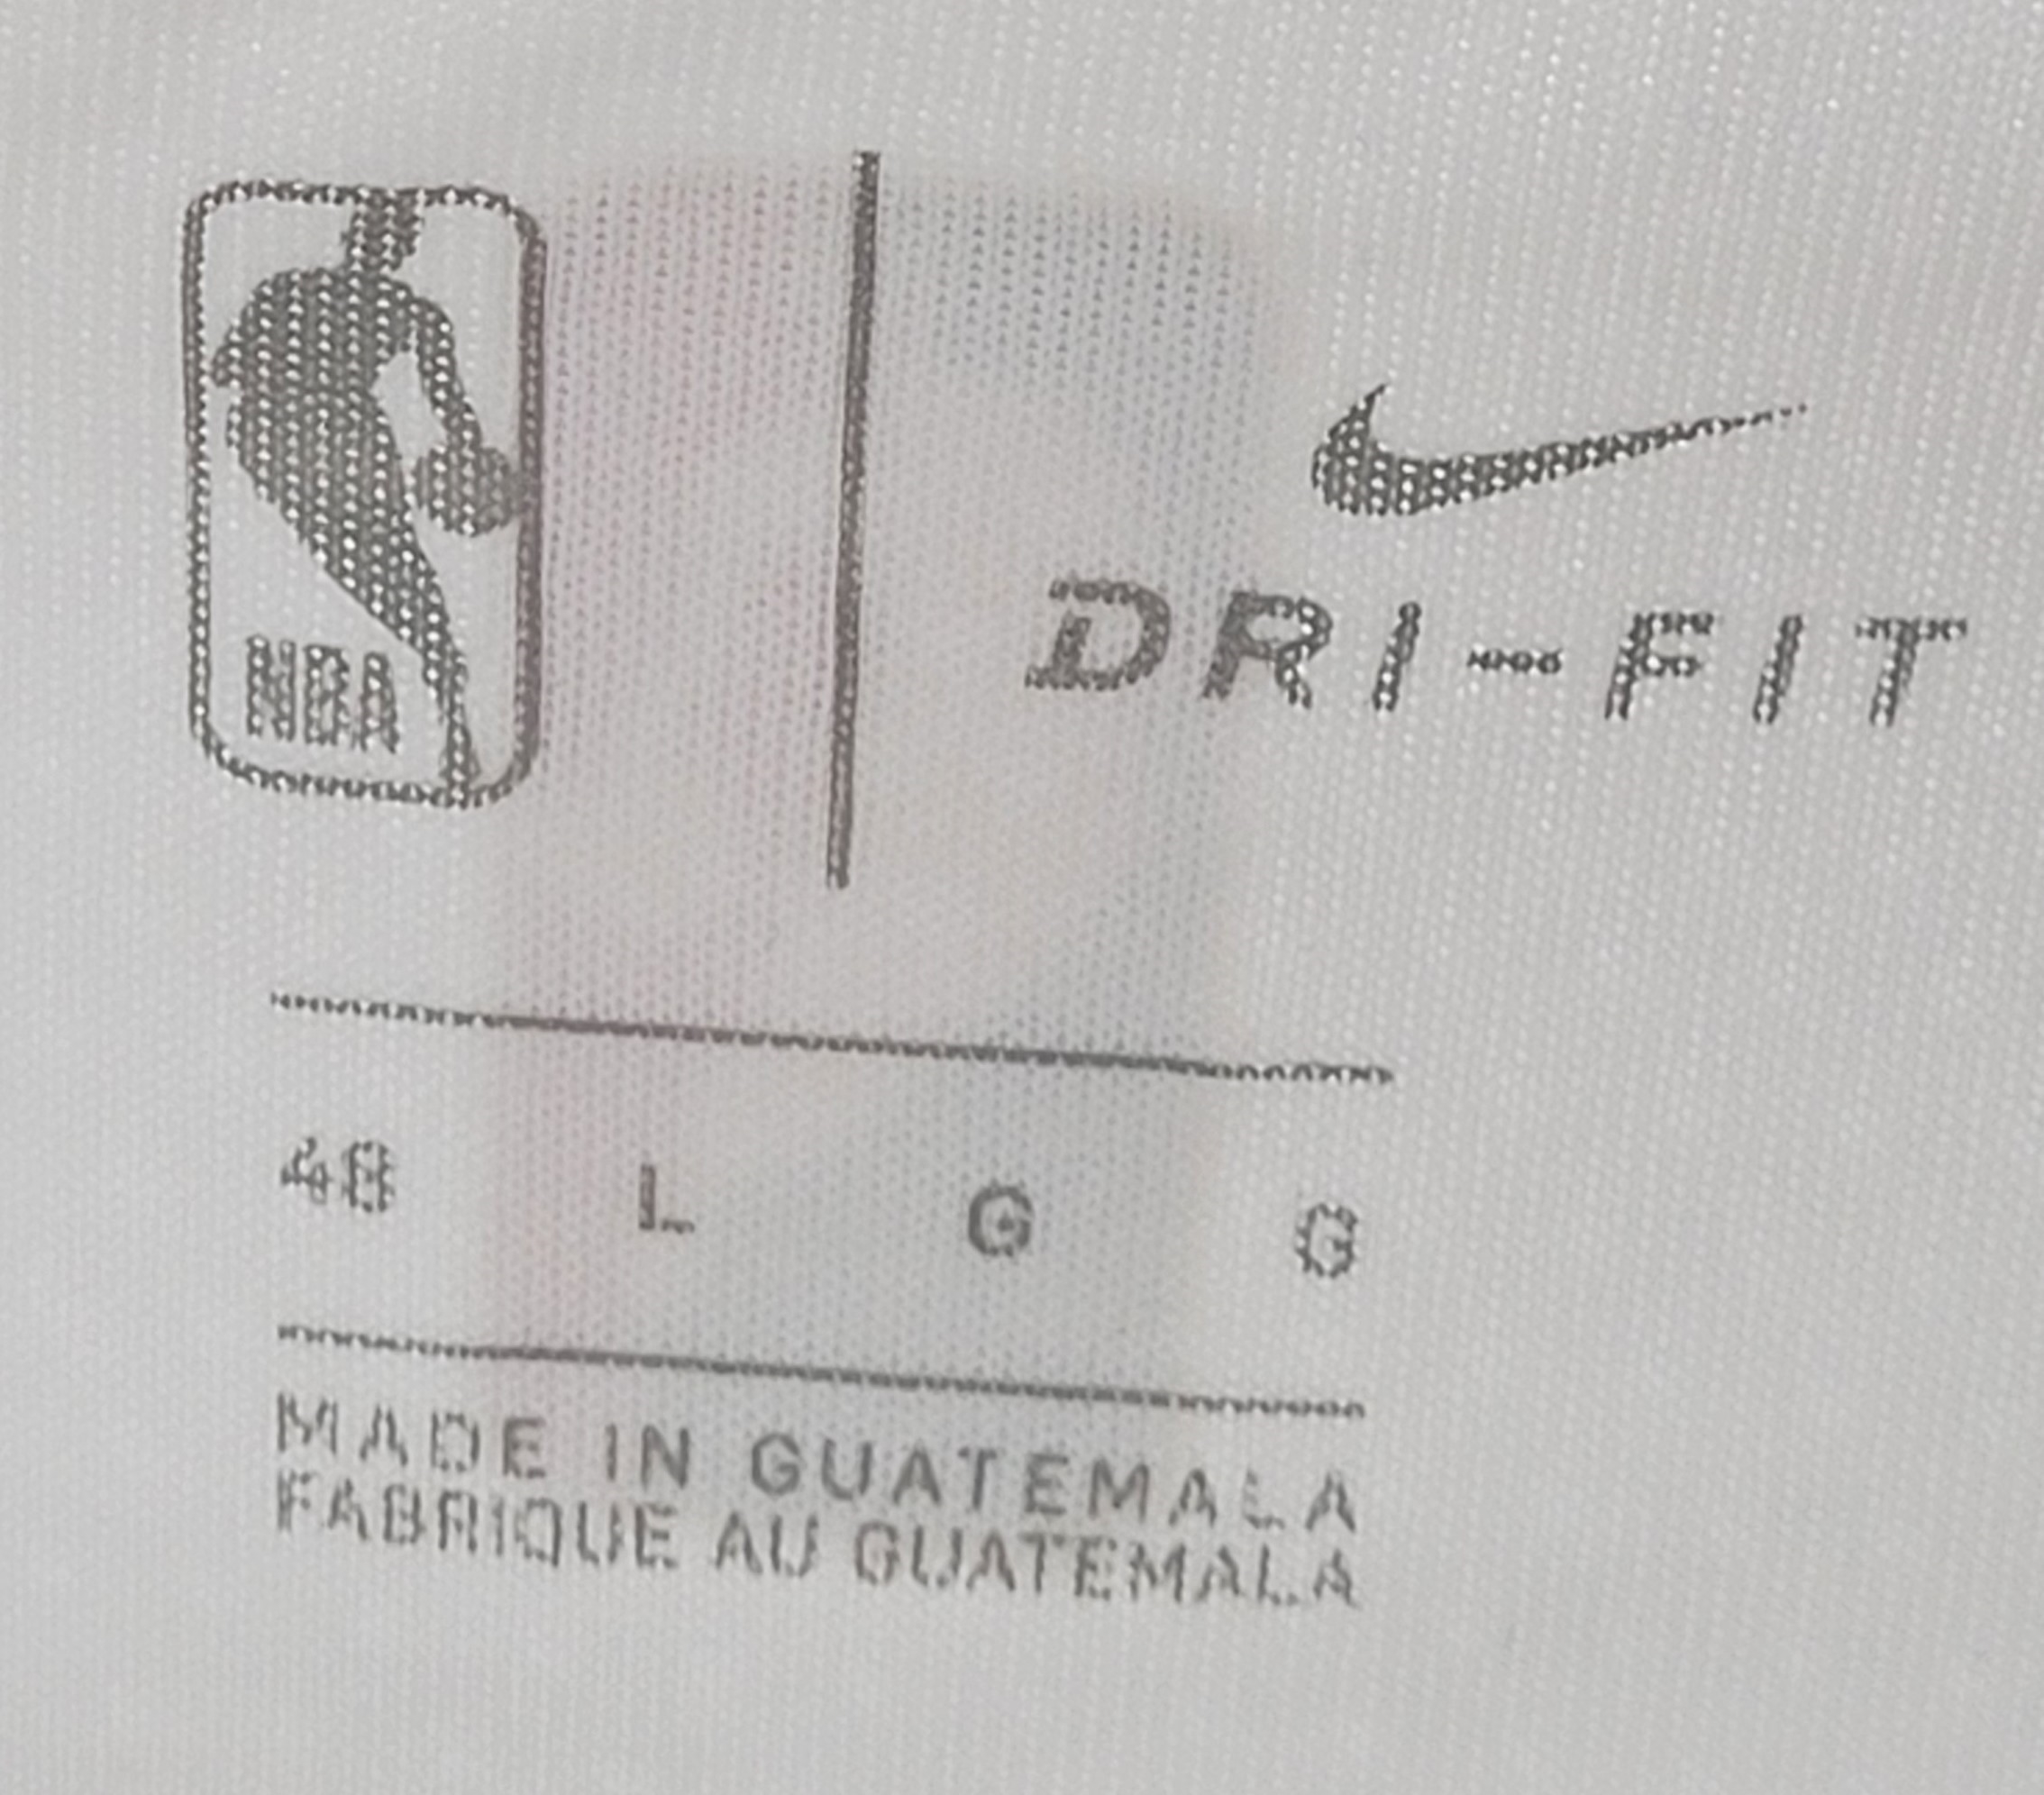 NBA
DRI-FIT
48 L G G
MADE IN GUATEMALA
FABRIQUE AU GUATEMALA